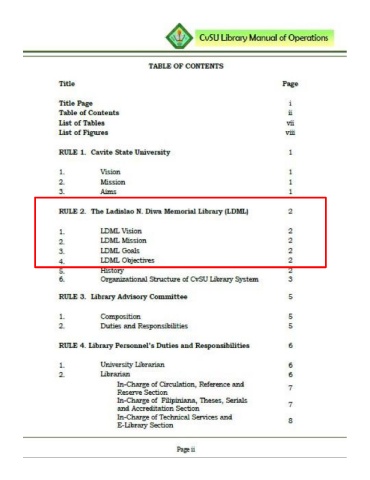 CvSU Library Manual of Operations
TABLE OF CONTENTS
Title Page
Title Page i
Table of Contents ii
List of Tables vii
List of Figures viii
RULE 1. Cavite State University 1
1. Vision 1
2. Mission 1
3. Aims 1
RULE 2. The Ladislao N. Diwa Memorial Library (LDML) 2
1. LDML Vision 2
2. LDML Mission 2
3. LDML Goals 2
4. LDML Objectives 2
5. History 2
6. Organizational Structure of CvSU Library System 3
RULE 3. Library Advisory Committee 5
1. Composition 5
2. Duties and Responsibilities 5
RULE 4. Library Personnel's Duties and Responsibilities 6
1. University Librarian 6
2. Librarian 6
In-Charge of Circulation, Reference and
Reserve Section 7
In-Charge of Filipiniana, Theses, Serials
and Accreditation Section 7
In-Charge of Technical Services and
E-Library Section 8
Page ii